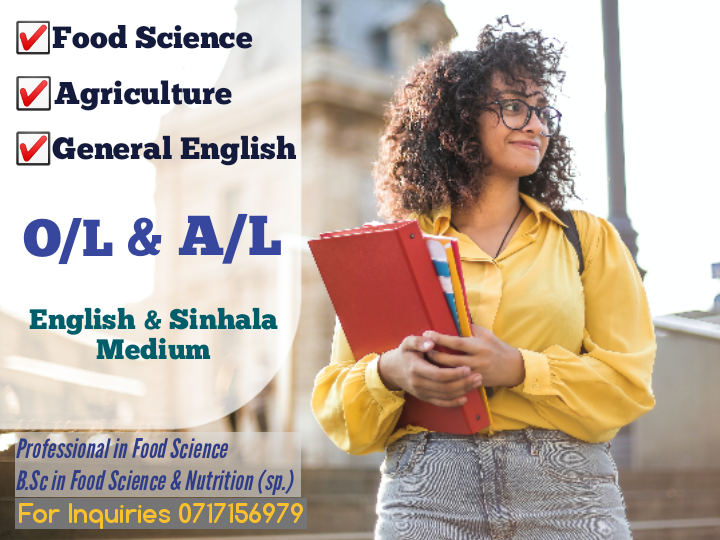 Food Science
Agriculture
General English
O/L & A/L
English & Sinhala
Medium
Professional in Food Science
B.Sc in Food Science & Nutrition (sp.)
For Inquiries 0717156979